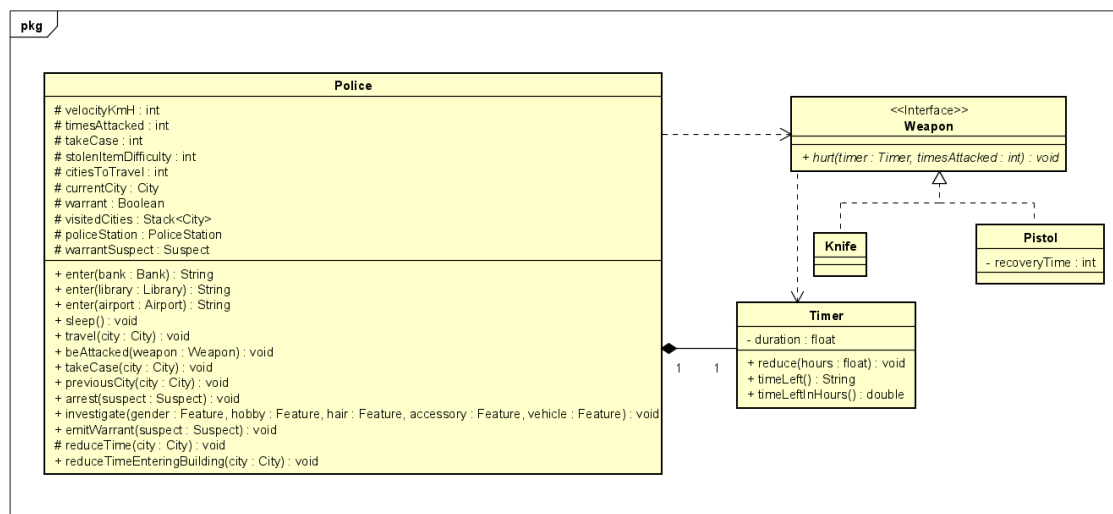 pkg
Police
# velocityKmH : int
# timesAttacked : int
# takeCase : int
# stolenItemDifficulty : int
# citiesToTravel : int
# currentCity : City
# warrant : Boolean
# visitedCities : Stack<City>
# policeStation : PoliceStation
# warrantSuspect : Suspect
+ enter(bank : Bank) : String
+ enter(library : Library) : String
+ enter(airport : Airport) : String
+ sleep() : void
+ travel(city : City) : void
+ beAttacked(weapon : Weapon) : void
+ takeCase(city : City) : void
+ previousCity(city : City) : void
+ arrest(suspect : Suspect) : void
+ investigate(gender : Feature, hobby : Feature, hair : Feature, accessory : Feature, vehicle : Feature) : void
+ emitWarrant(suspect : Suspect) : void
# reduceTime(city : City) : void
+ reduceTimeEnteringBuilding(city : City) : void
<<Interface>>
Weapon
+ hurt(timer : Timer, timesAttacked : int) : void
Knife
Pistol
- recoveryTime : int
Timer
- duration : float
+ reduce(hours : float) : void
+ timeLeft() : String
+ timeLeftInHours() : double
1 1